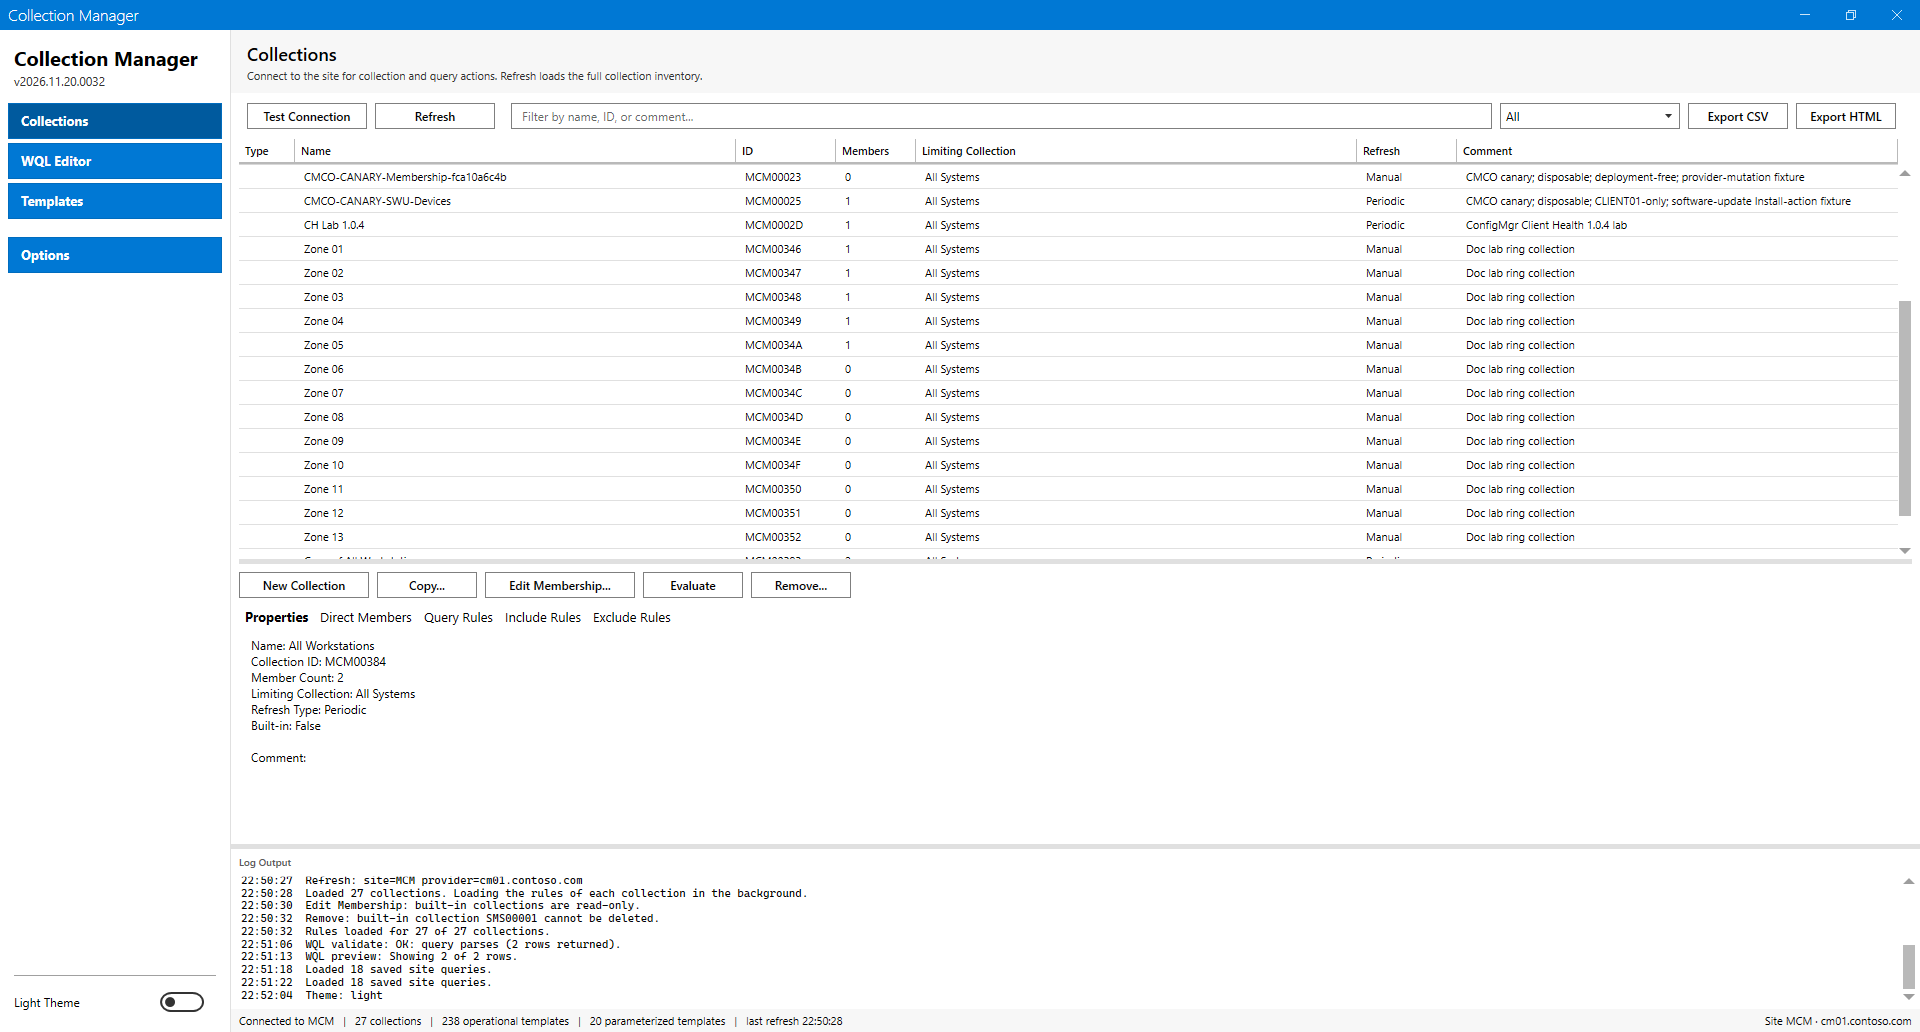 Collection Manager
Collection Manager
v2026.11.20.0032
Collections
WQL Editor
Templates
Options
Light Theme
Collections
Connect to the site for collection and query actions. Refresh loads the full collection inventory.
Test Connection Refresh Filter by name, ID, or comment... All Export CSV Export HTML
Type Name ID Members Limiting Collection Refresh Comment
CMCO-CANARY-Membership-fca10a6c4b MCM00023 0 All Systems Manual CMCO canary; disposable; deployment-free; provider-mutation fixture
CMCO-CANARY-SWU-Devices MCM00025 1 All Systems Periodic CMCO canary; disposable; CLIENT01-only; software-update Install-action fixture
CH Lab 1.0.4 MCM0002D 1 All Systems Periodic ConfigMgr Client Health 1.0.4 lab
Zone 01 MCM00346 1 All Systems Manual Doc lab ring collection
Zone 02 MCM00347 1 All Systems Manual Doc lab ring collection
Zone 03 MCM00348 1 All Systems Manual Doc lab ring collection
Zone 04 MCM00349 1 All Systems Manual Doc lab ring collection
Zone 05 MCM0034A 1 All Systems Manual Doc lab ring collection
Zone 06 MCM0034B 0 All Systems Manual Doc lab ring collection
Zone 07 MCM0034C 0 All Systems Manual Doc lab ring collection
Zone 08 MCM0034D 0 All Systems Manual Doc lab ring collection
Zone 09 MCM0034E 0 All Systems Manual Doc lab ring collection
Zone 10 MCM0034F 0 All Systems Manual Doc lab ring collection
Zone 11 MCM00350 0 All Systems Manual Doc lab ring collection
Zone 12 MCM00351 0 All Systems Manual Doc lab ring collection
Zone 13 MCM00352 0 All Systems Manual Doc lab ring collection
New Collection Copy... Edit Membership... Evaluate Remove...
Properties Direct Members Query Rules Include Rules Exclude Rules
Name: All Workstations
Collection ID: MCM00384
Member Count: 2
Limiting Collection: All Systems
Refresh Type: Periodic
Built-in: False
Comment:
Log Output
22:50:27 Refresh: site=MCM provider=cm01.contoso.com
22:50:28 Loaded 27 collections. Loading the rules of each collection in the background.
22:50:30 Edit Membership: built-in collections are read-only.
22:50:32 Remove: built-in collection SMS00001 cannot be deleted.
22:50:32 Rules loaded for 27 of 27 collections.
22:51:06 WQL validate: OK: query parses (2 rows returned).
22:51:13 WQL preview: Showing 2 of 2 rows.
22:51:18 Loaded 18 saved site queries.
22:51:22 Loaded 18 saved site queries.
22:52:04 Theme: light
Connected to MCM | 27 collections | 238 operational templates | 20 parameterized templates | last refresh 22:50:28
Site MCM · cm01.contoso.com